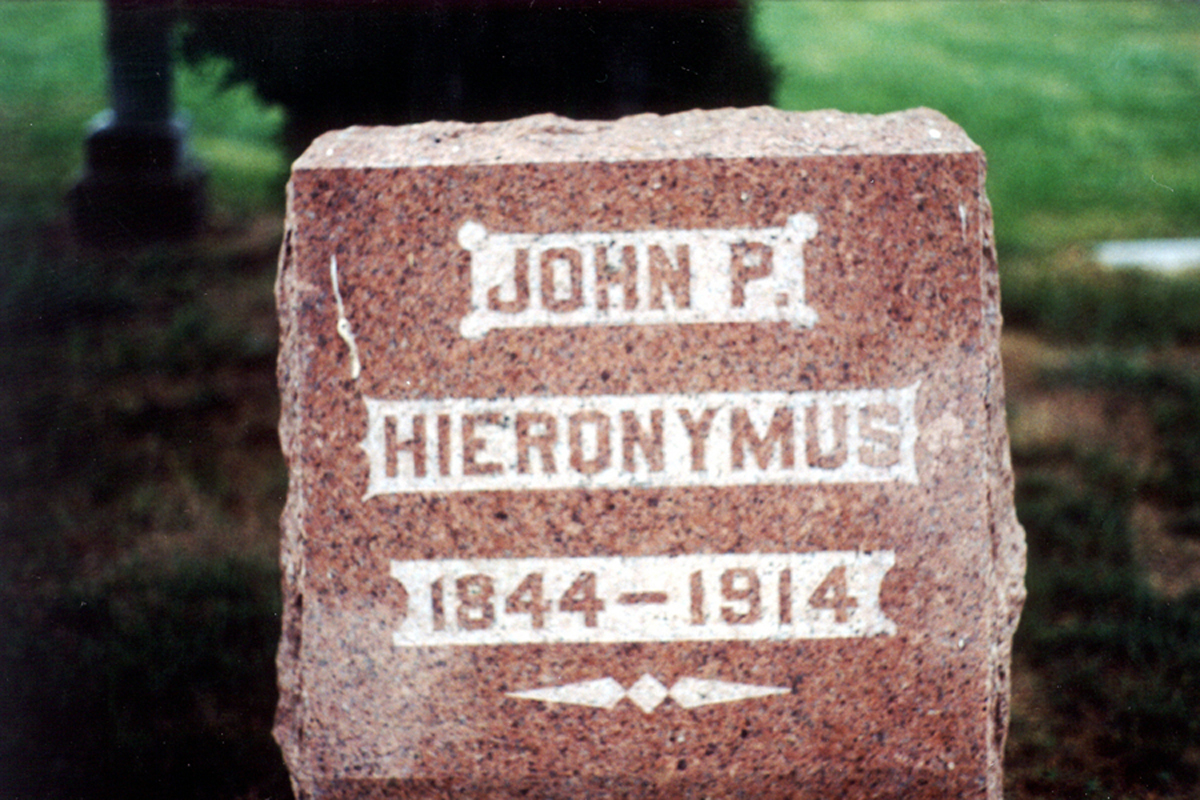 JOHN P.
HIERONYMUS
1844-1914